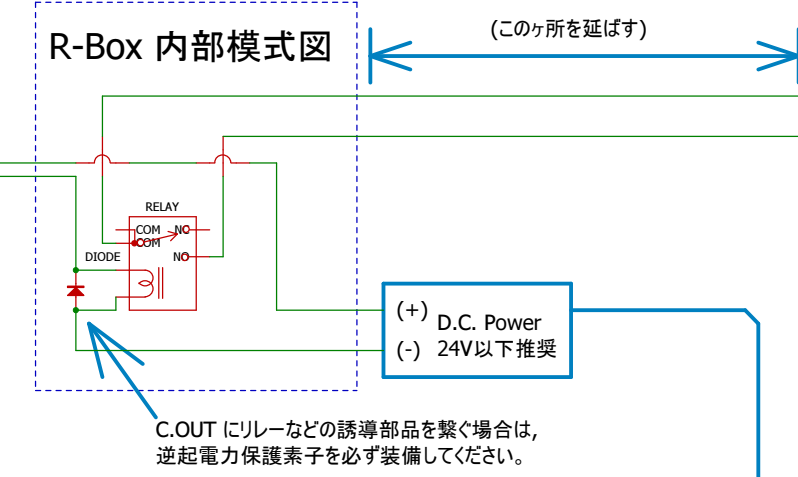 R-Box 内部模式図
(このヶ所を延ばす)
RELAY
COM NC
COM
DIODE
NO
(+)
D.C. Power
(-)
24V以下推奨
C.OUT にリレーなどの誘導部品を繋ぐ場合は,
逆起電力保護素子を必ず装備してください。